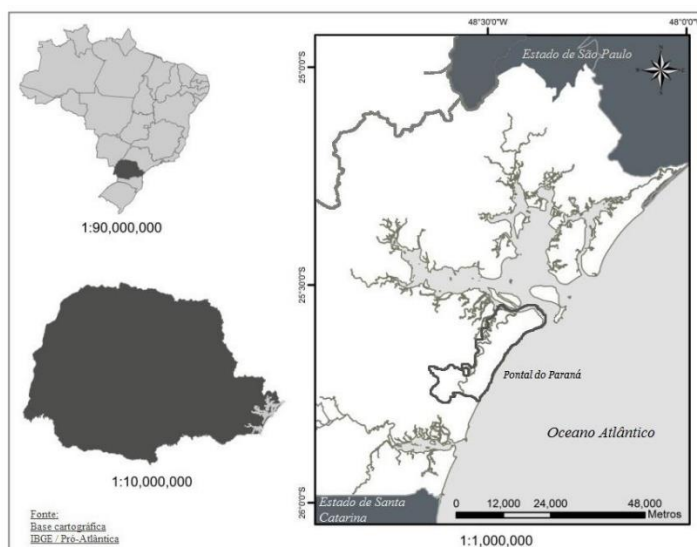 48°30'0"W
48°0'0"W
25°0'0"S
Estado de São Paulo
1:90,000,000
25°30'0"S
Pontal do Paraná
Oceano Atlântico
1:10,000,000
26°0'0"S
Estado de Santa
Catarina
0 12,000 24,000 48,000
Metros
1:1,000,000
Fonte:
Base cartográfica
IBGE / Pró-Atlântica